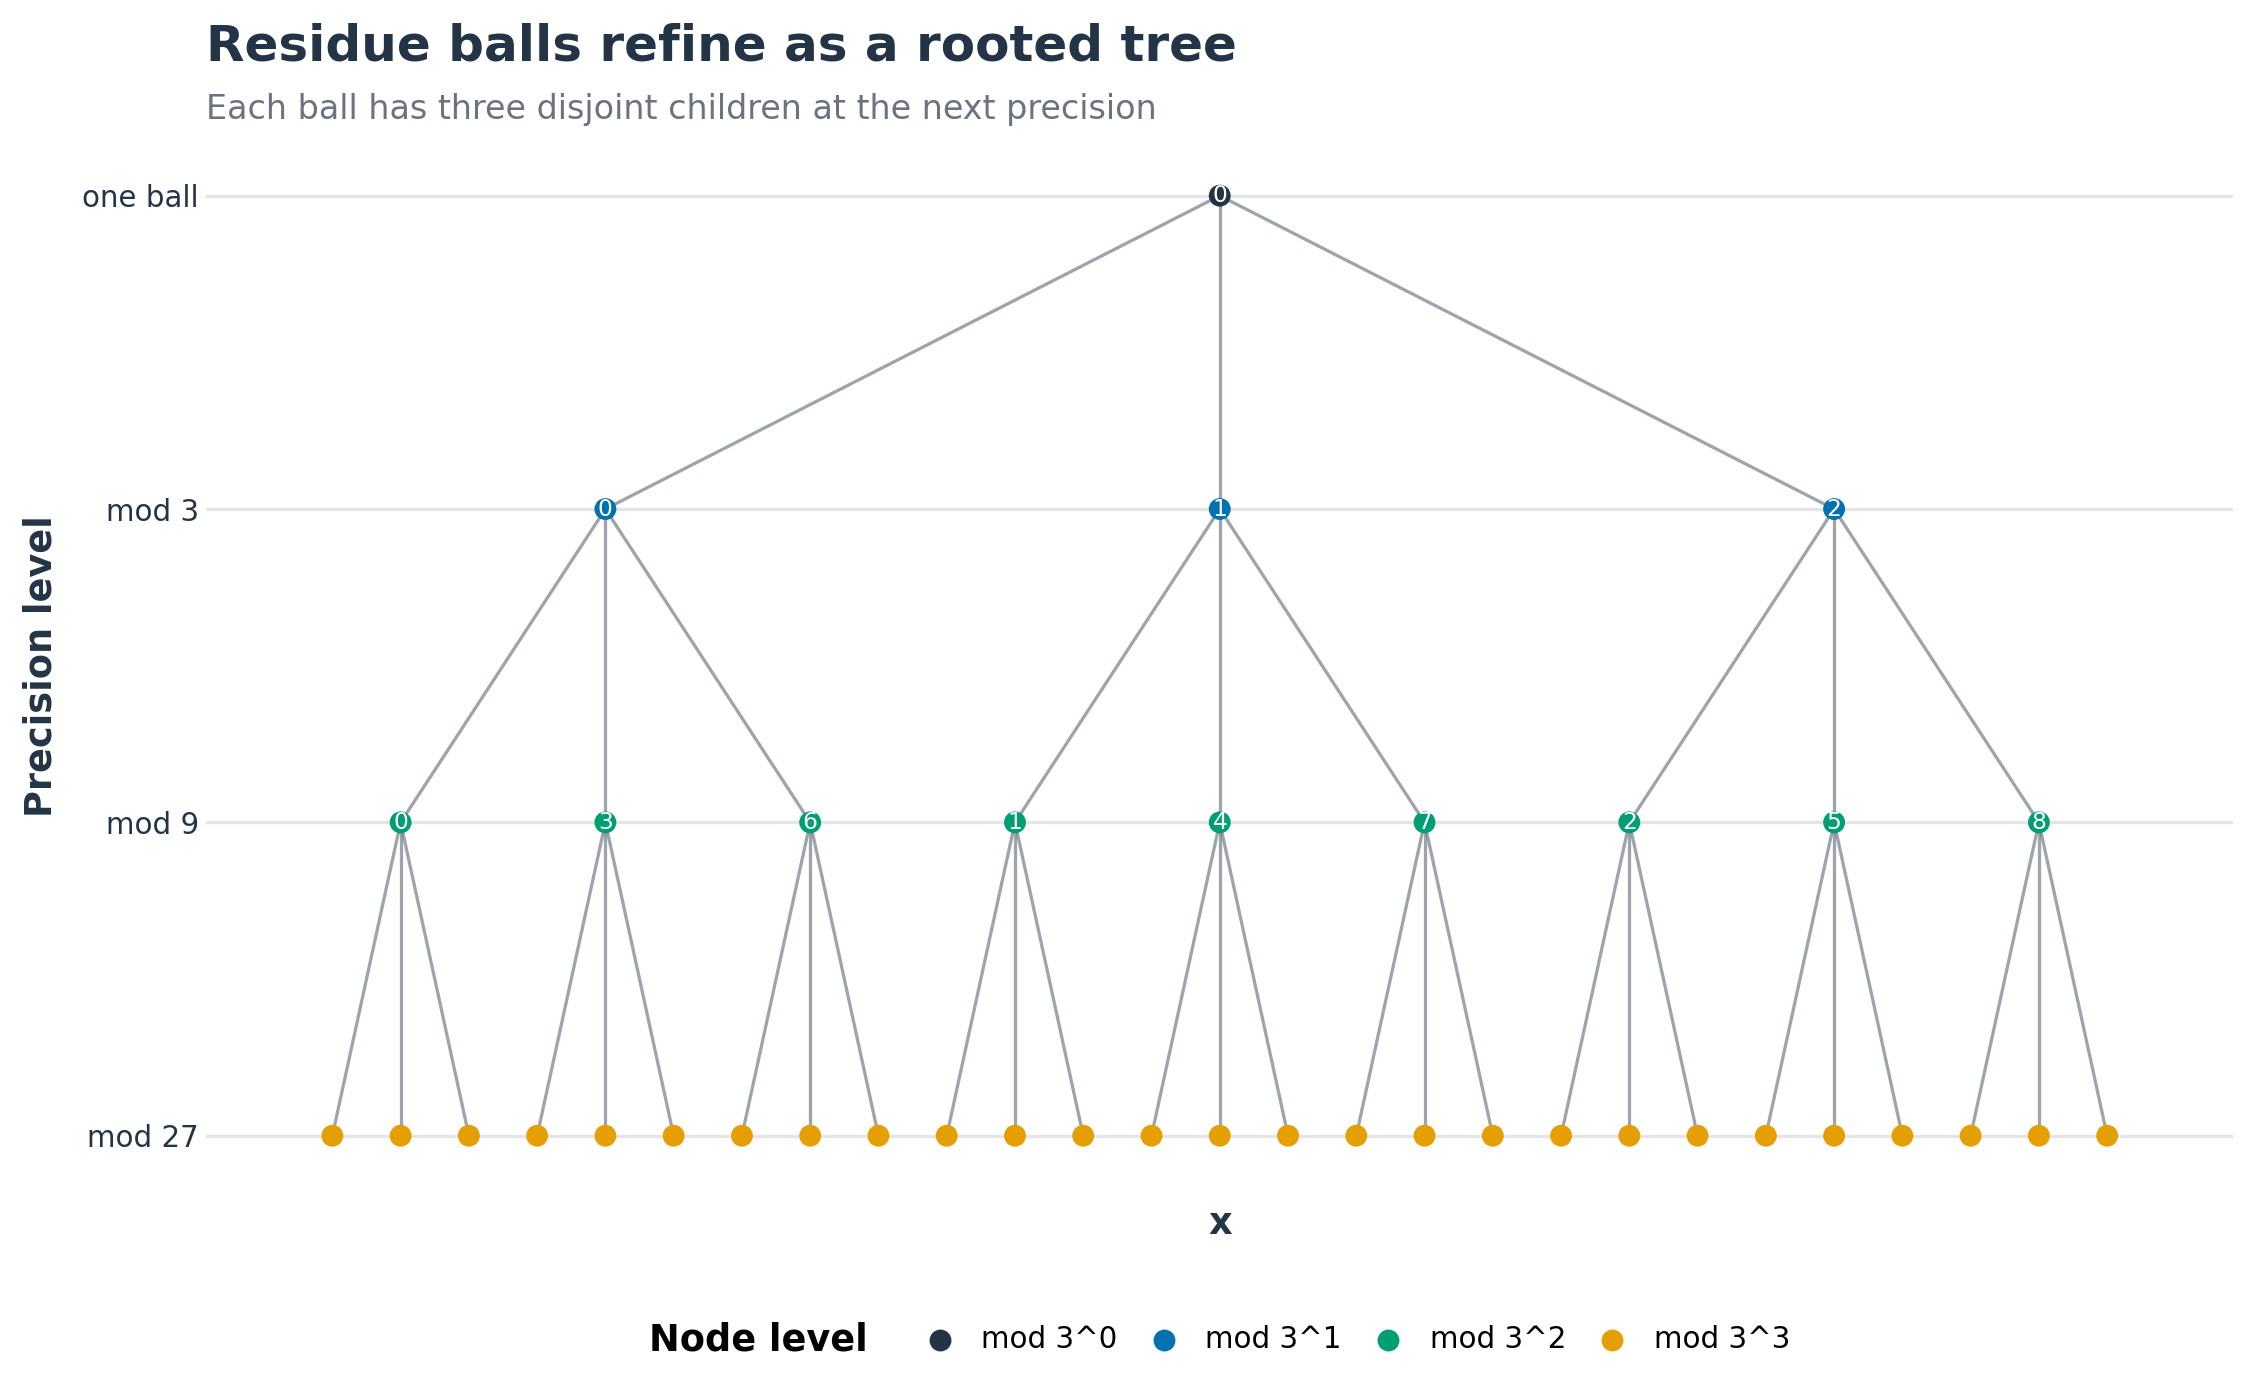 Residue balls refine as a rooted tree
Each ball has three disjoint children at the next precision
one ball
0
mod 3
0 1 2
Precision level
mod 9
0 3 6 1 4 7 2 5 8
mod 27
x
Node level mod 3^0 mod 3^1 mod 3^2 mod 3^3